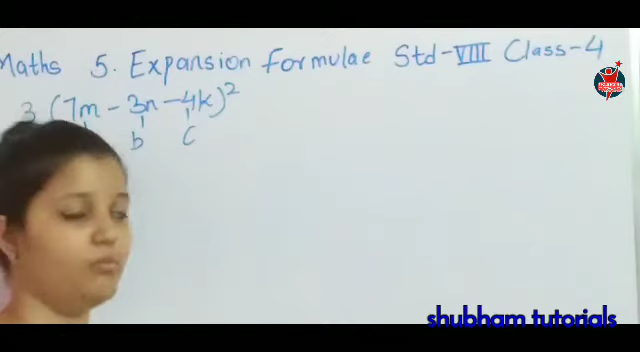 Maths 5. Expansion Formulae Std-VIII Class-4
3 (7m - 3n - 4k)²
b c
shubham tutorials